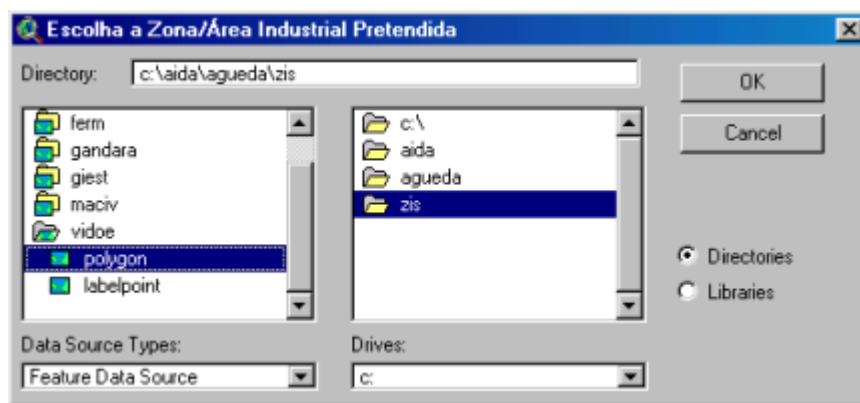 Escolha a Zona/Área Industrial Pretendida
Directory: c:\aida\agueda\zis
OK
Cancel
ferm
gandara
giest
maciv
vidoe
polygon
labelpoint
c:\
aida
agueda
zis
Directories
Libraries
Data Source Types:
Feature Data Source
Drives:
c: